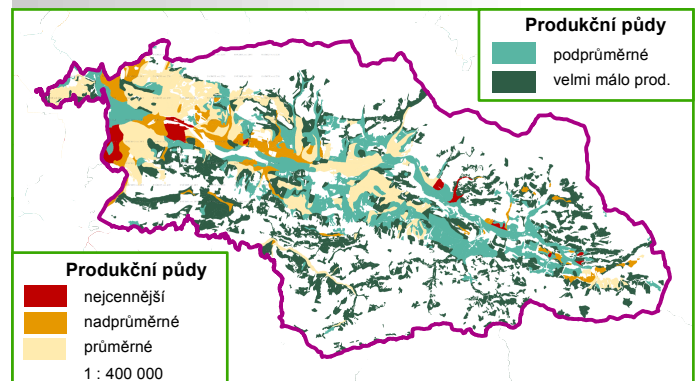 Produkční půdy
podprůměrné
velmi málo prod.
Produkční půdy
nejcennější
nadprůměrné
průměrné
1 : 400 000